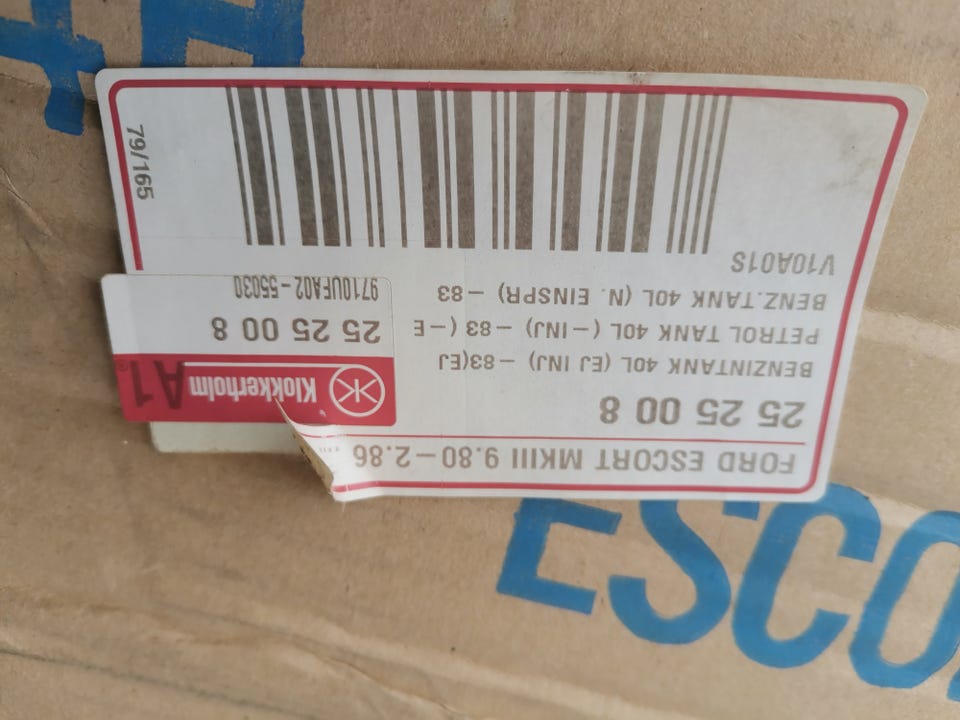 FORD ESCORT MKIII 9.80-2.86
25 25 00 8
BENZINTANK 40L (EJ INJ) -83(EJ
PETROL TANK 40L (-INJ) -83 (-E
BENZ.TANK 40L (N. EINSPR) -83
V10A01S
Klokkerholm A1
25 25 00 8
9710UFA02-55030
79/165
ESCO